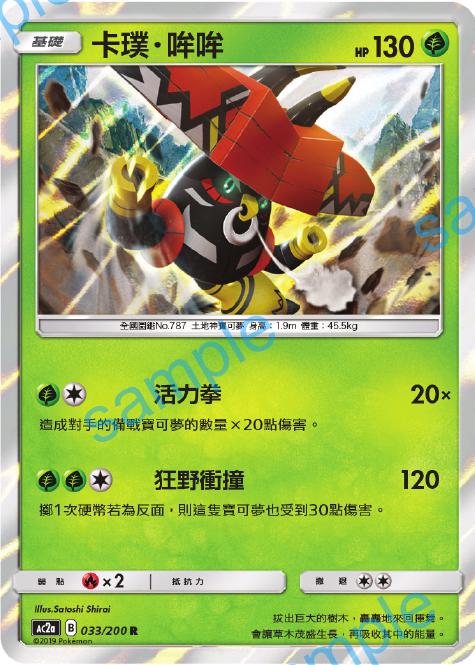 基礎 卡璞・哞哞 HP 130
全國圖鑑No.787 土地神寶可夢 身高：1.9m 體重：45.5kg
活力拳 20×
造成對手的備戰寶可夢的數量×20點傷害。
狂野衝撞 120
擲1次硬幣若為反面，則這隻寶可夢也受到30點傷害。
弱點 ×2 抵抗力 撤退
Illus.Satoshi Shirai
AC2a B 033/200 R
©2019 Pokémon
拔出巨大的樹木，轟轟地來回揮舞。
會讓草木茂盛生長，再吸收其中的能量。
sample
sample
sample
sample